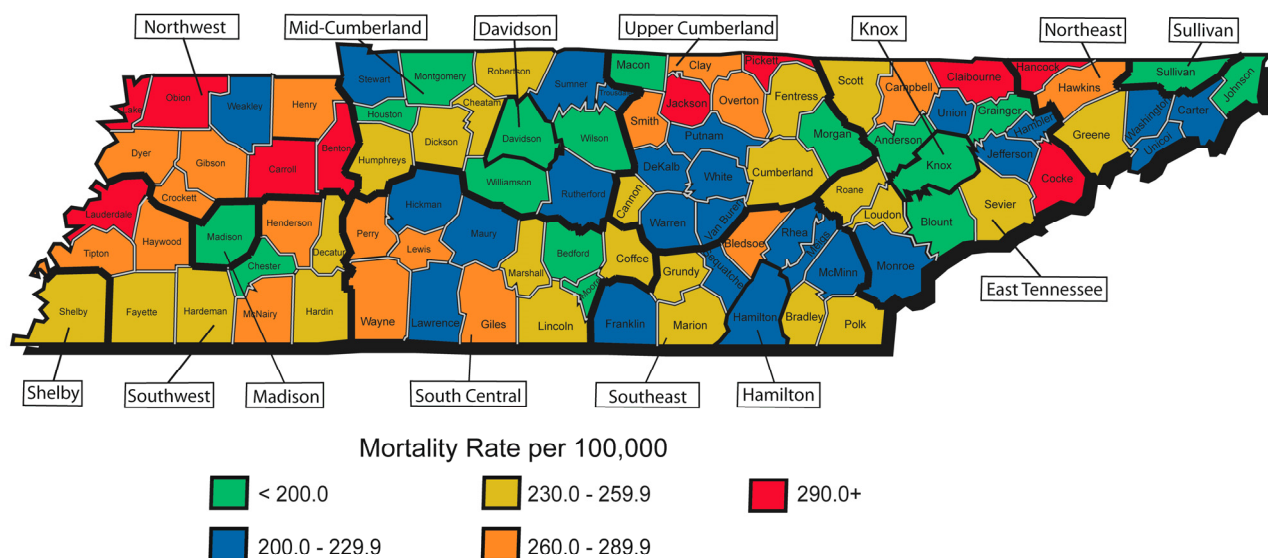 Northwest
Mid-Cumberland
Davidson
Upper Cumberland
Knox
Northeast
Sullivan
Lake
Obion
Weakley
Henry
Stewart
Montgomery
Robertson
Sumner
Macon
Clay
Pickett
Scott
Campbell
Claibourne
Hancock
Hawkins
Sullivan
Johnson
Houston
Cheatam
Jackson
Overton
Fentress
Union
Grainger
Hamblen
Greene
Washington
Carter
Unicoi
Dyer
Gibson
Carroll
Benton
Humphreys
Dickson
Davidson
Wilson
Smith
Putnam
Morgan
Anderson
Knox
Jefferson
Cocke
Crockett
Williamson
Rutherford
DeKalb
White
Cumberland
Roane
Loudon
Blount
Sevier
Lauderdale
Tipton
Haywood
Madison
Henderson
Decatur
Perry
Hickman
Lewis
Maury
Cannon
Warren
Van Buren
Bledsoe
Rhea
Meigs
McMinn
Monroe
Chester
Marshall
Bedford
Moore
Coffee
Grundy
Sequatchie
East Tennessee
Shelby
Fayette
Hardeman
McNairy
Hardin
Wayne
Lawrence
Giles
Lincoln
Franklin
Marion
Hamilton
Bradley
Polk
Shelby
Southwest
Madison
South Central
Southeast
Hamilton
Mortality Rate per 100,000
< 200.0
230.0 - 259.9
290.0+
200.0 - 229.9
260.0 - 289.9